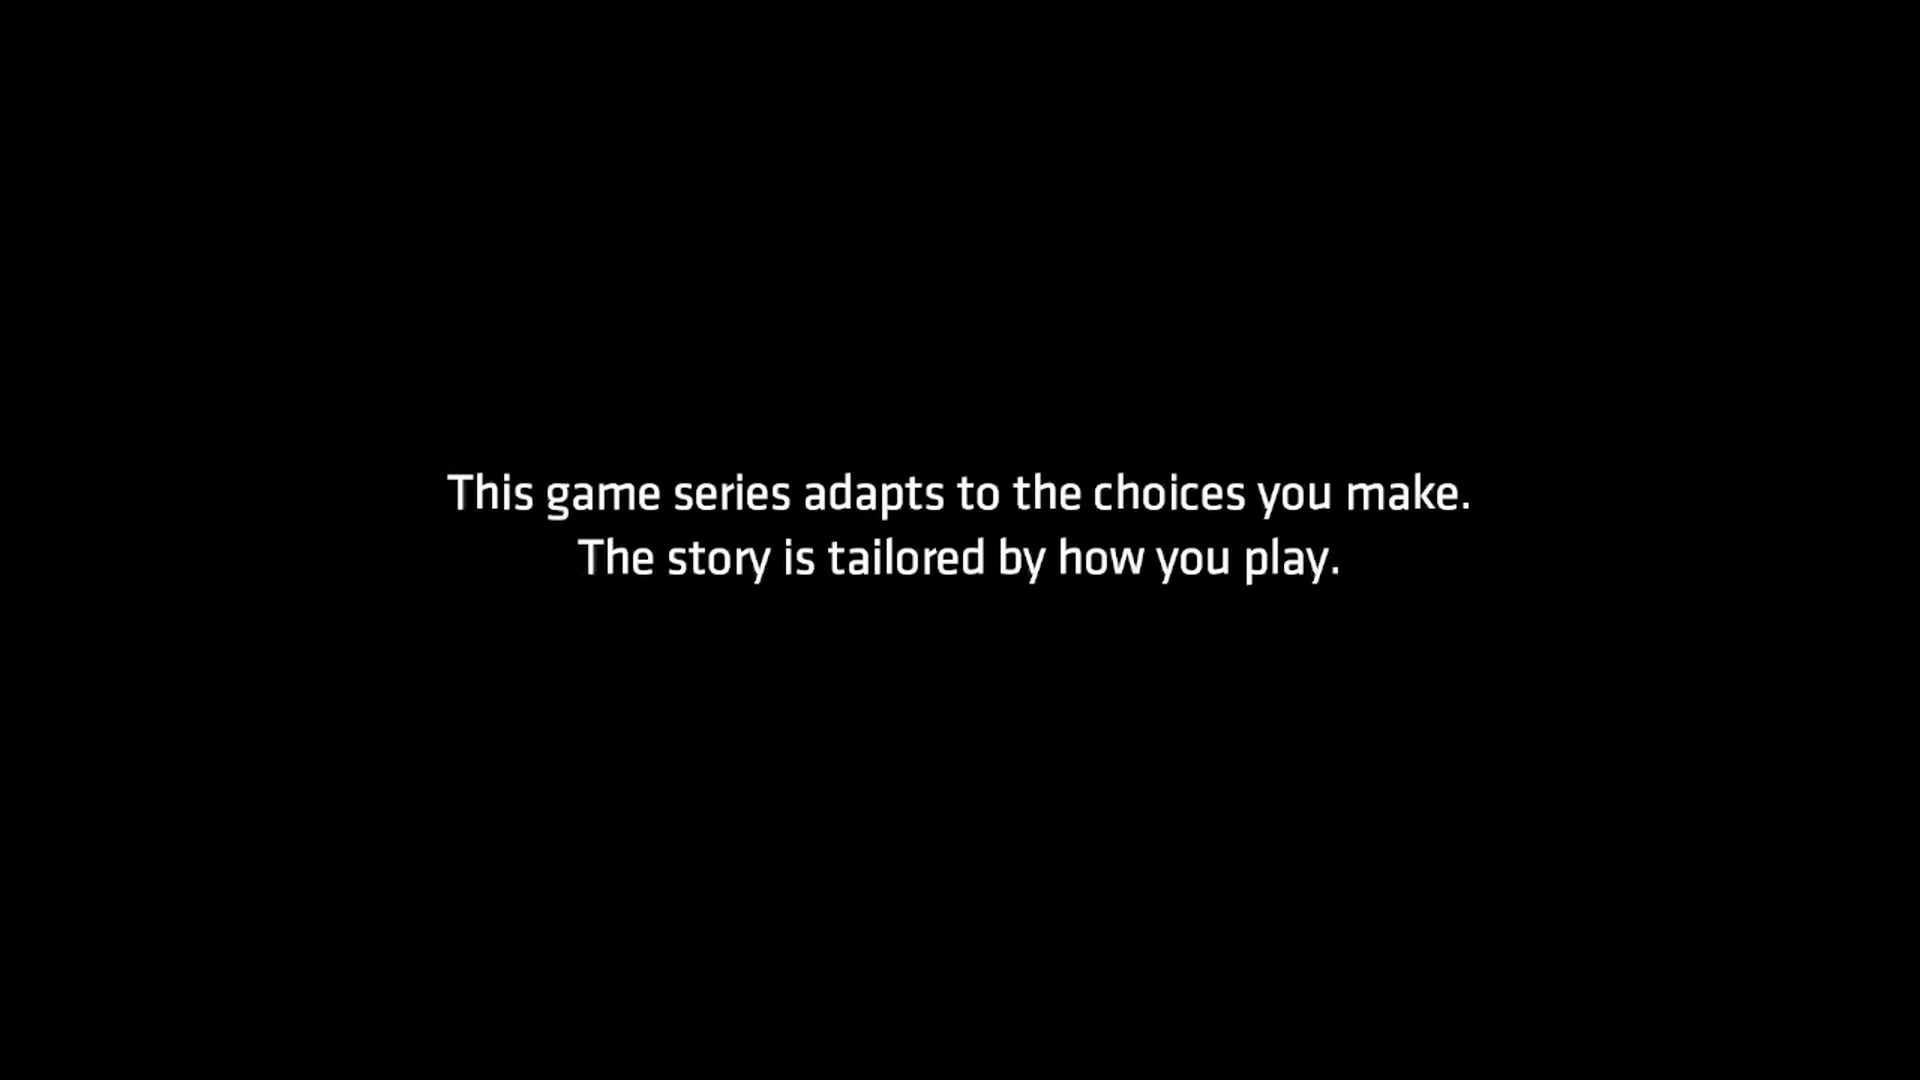 This game series adapts to the choices you make.
The story is tailored by how you play.